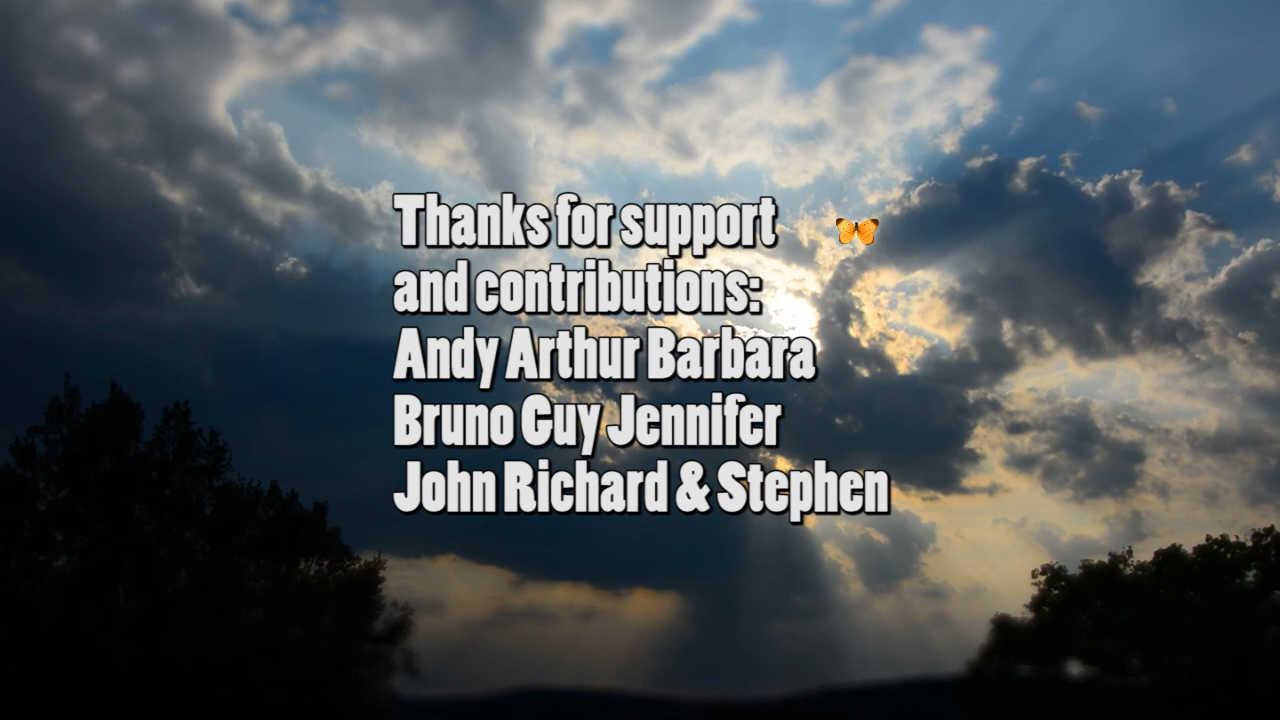 Thanks for support
and contributions:
Andy Arthur Barbara
Bruno Guy Jennifer
John Richard & Stephen